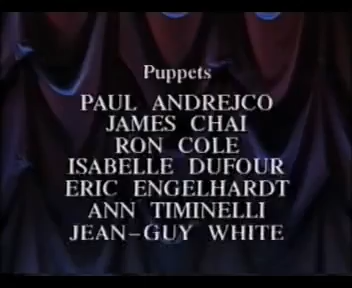 Puppets
PAUL ANDREJCO
JAMES CHAI
RON COLE
ISABELLE DUFOUR
ERIC ENGELHARDT
ANN TIMINELLI
JEAN-GUY WHITE